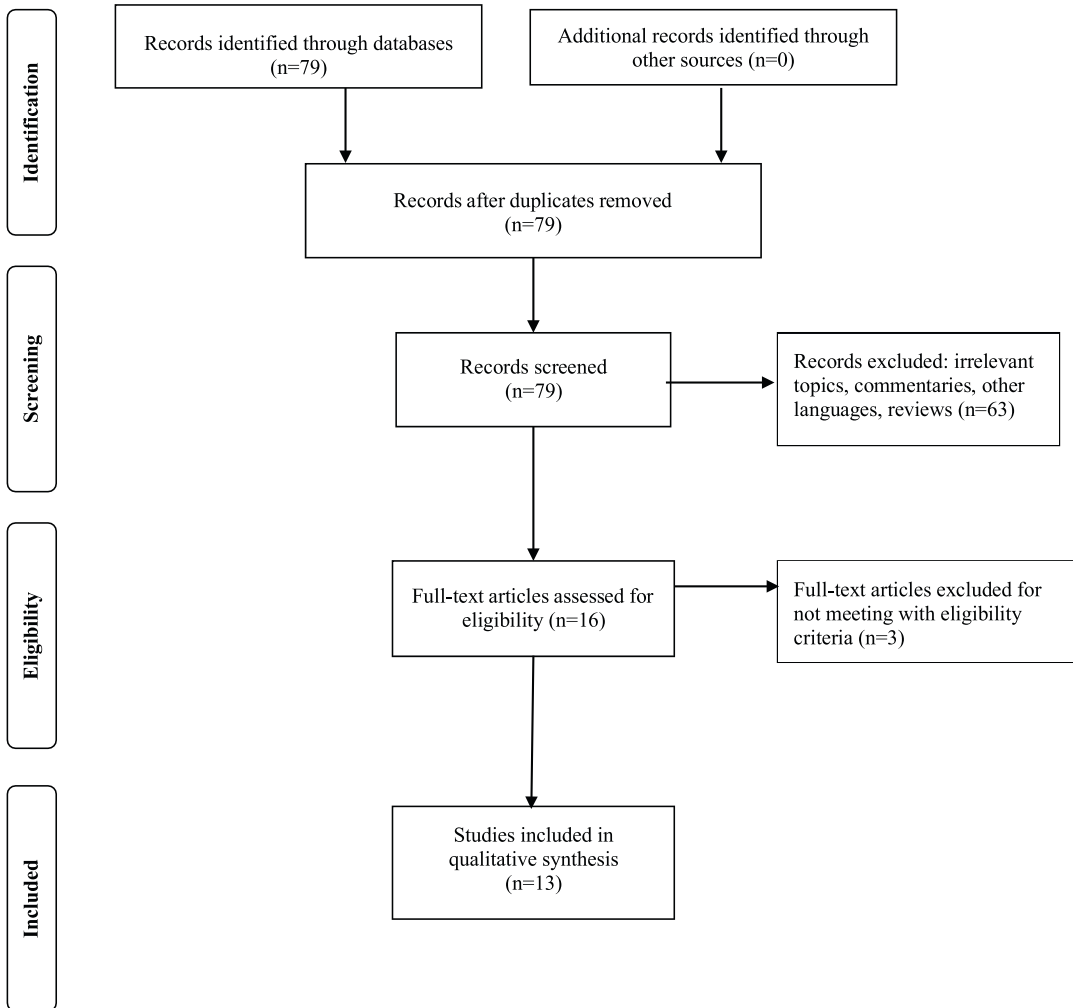 Identification
Records identified through databases
(n=79)
Additional records identified through
other sources (n=0)
Records after duplicates removed
(n=79)
Screening
Records screened
(n=79)
Records excluded: irrelevant
topics, commentaries, other
languages, reviews (n=63)
Eligibility
Full-text articles assessed for
eligibility (n=16)
Full-text articles excluded for
not meeting with eligibility
criteria (n=3)
Included
Studies included in
qualitative synthesis
(n=13)